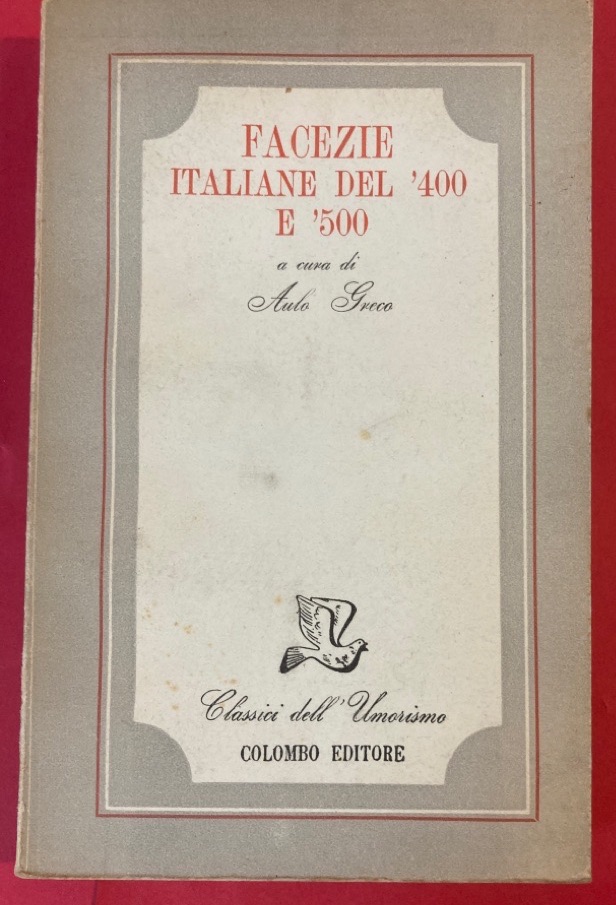 FACEZIE
ITALIANE DEL '400
E '500
a cura di
Aulo Greco
Classici dell'Umorismo
COLOMBO EDITORE